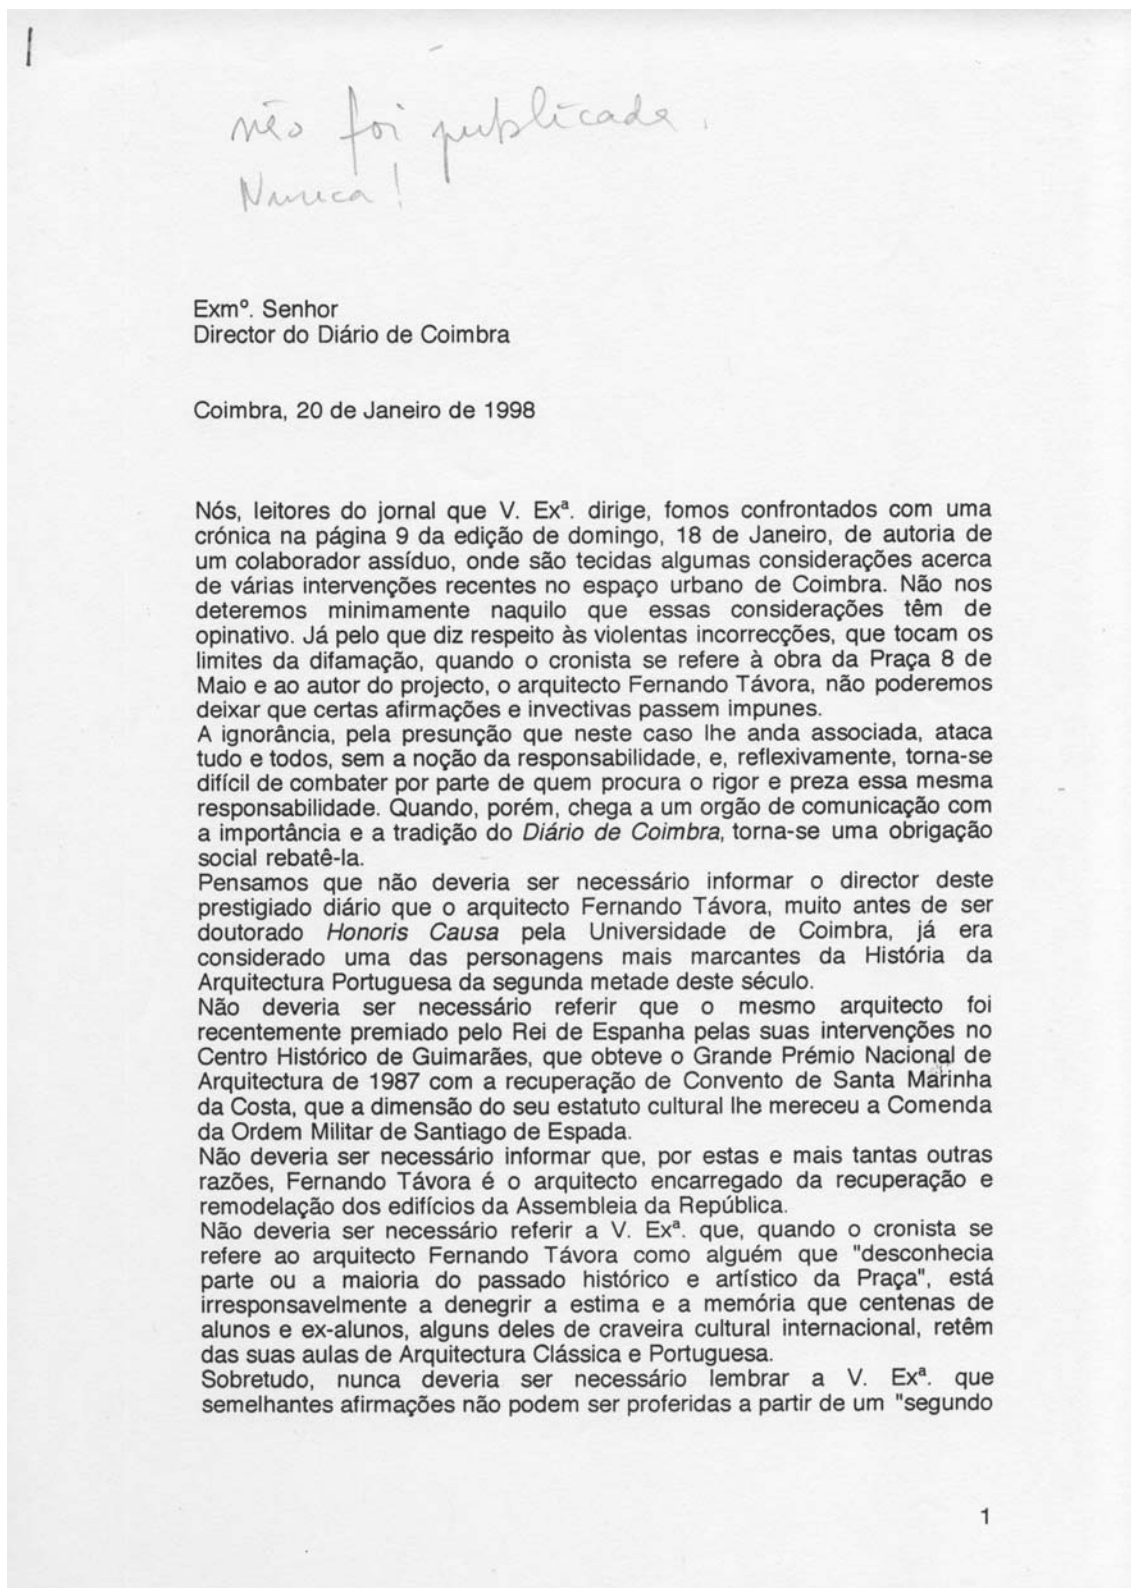 não foi publicada.
Nunca!
Exmº. Senhor
Director do Diário de Coimbra
Coimbra, 20 de Janeiro de 1998
Nós, leitores do jornal que V. Exª. dirige, fomos confrontados com uma
crónica na página 9 da edição de domingo, 18 de Janeiro, de autoria de
um colaborador assíduo, onde são tecidas algumas considerações acerca
de várias intervenções recentes no espaço urbano de Coimbra. Não nos
deteremos minimamente naquilo que essas considerações têm de
opinativo. Já pelo que diz respeito às violentas incorrecções, que tocam os
limites da difamação, quando o cronista se refere à obra da Praça 8 de
Maio e ao autor do projecto, o arquitecto Fernando Távora, não poderemos
deixar que certas afirmações e invectivas passem impunes.
A ignorância, pela presunção que neste caso lhe anda associada, ataca
tudo e todos, sem a noção da responsabilidade, e, reflexivamente, torna-se
difícil de combater por parte de quem procura o rigor e preza essa mesma
responsabilidade. Quando, porém, chega a um orgão de comunicação com
a importância e a tradição do Diário de Coimbra, torna-se uma obrigação
social rebatê-la.
Pensamos que não deveria ser necessário informar o director deste
prestigiado diário que o arquitecto Fernando Távora, muito antes de ser
doutorado Honoris Causa pela Universidade de Coimbra, já era
considerado uma das personagens mais marcantes da História da
Arquitectura Portuguesa da segunda metade deste século.
Não deveria ser necessário referir que o mesmo arquitecto foi
recentemente premiado pelo Rei de Espanha pelas suas intervenções no
Centro Histórico de Guimarães, que obteve o Grande Prémio Nacional de
Arquitectura de 1987 com a recuperação de Convento de Santa Marinha
da Costa, que a dimensão do seu estatuto cultural lhe mereceu a Comenda
da Ordem Militar de Santiago de Espada.
Não deveria ser necessário informar que, por estas e mais tantas outras
razões, Fernando Távora é o arquitecto encarregado da recuperação e
remodelação dos edifícios da Assembleia da República.
Não deveria ser necessário referir a V. Exª. que, quando o cronista se
refere ao arquitecto Fernando Távora como alguém que "desconhecia
parte ou a maioria do passado histórico e artístico da Praça", está
irresponsavelmente a denegrir a estima e a memória que centenas de
alunos e ex-alunos, alguns deles de craveira cultural internacional, retêm
das suas aulas de Arquitectura Clássica e Portuguesa.
Sobretudo, nunca deveria ser necessário lembrar a V. Exª. que
semelhantes afirmações não podem ser proferidas a partir de um "segundo
1